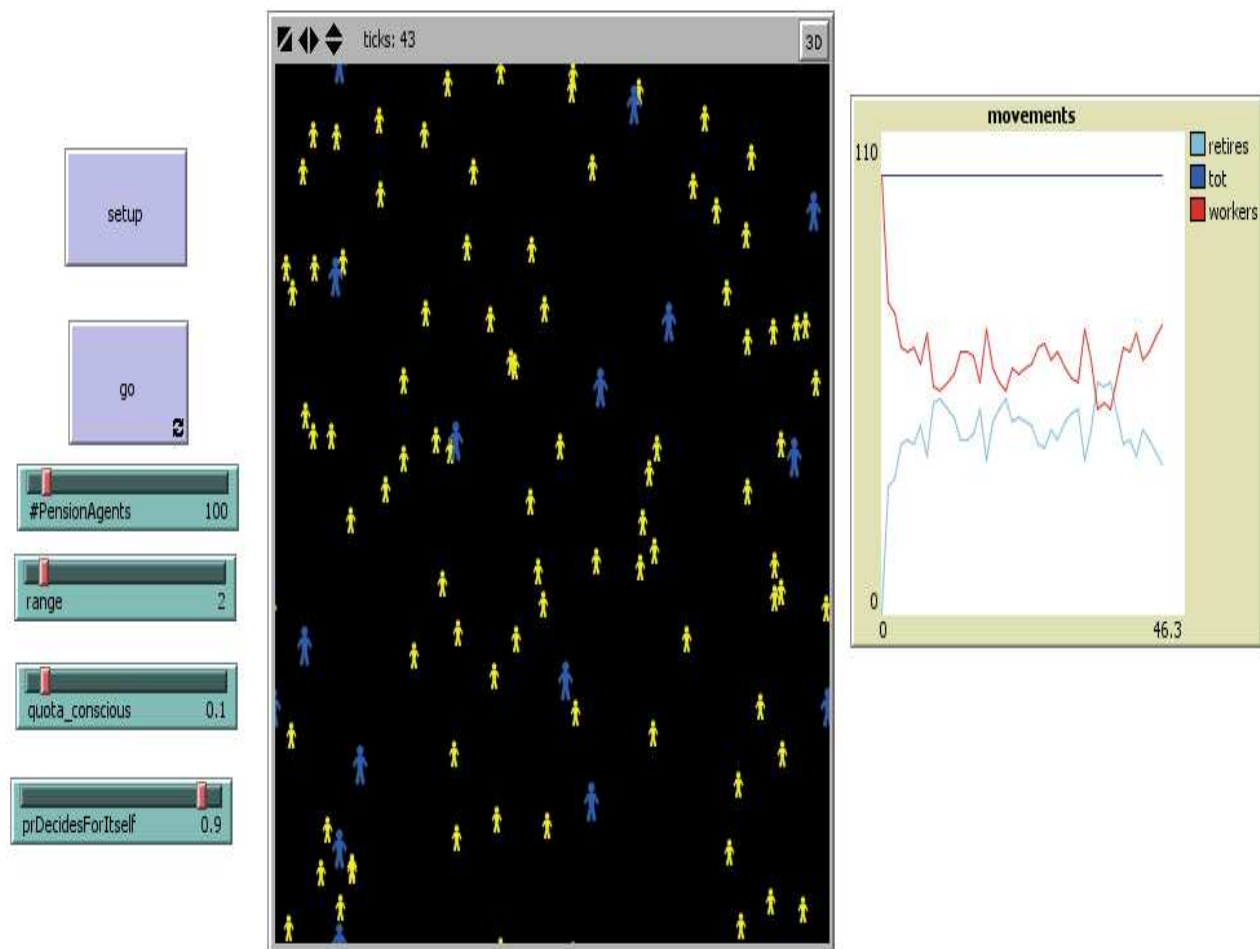 ticks: 43
3D
setup
go
#PensionAgents 100
range 2
quota_conscious 0.1
prDecidesForItself 0.9
movements
110
0
0 46.3
retires
tot
workers